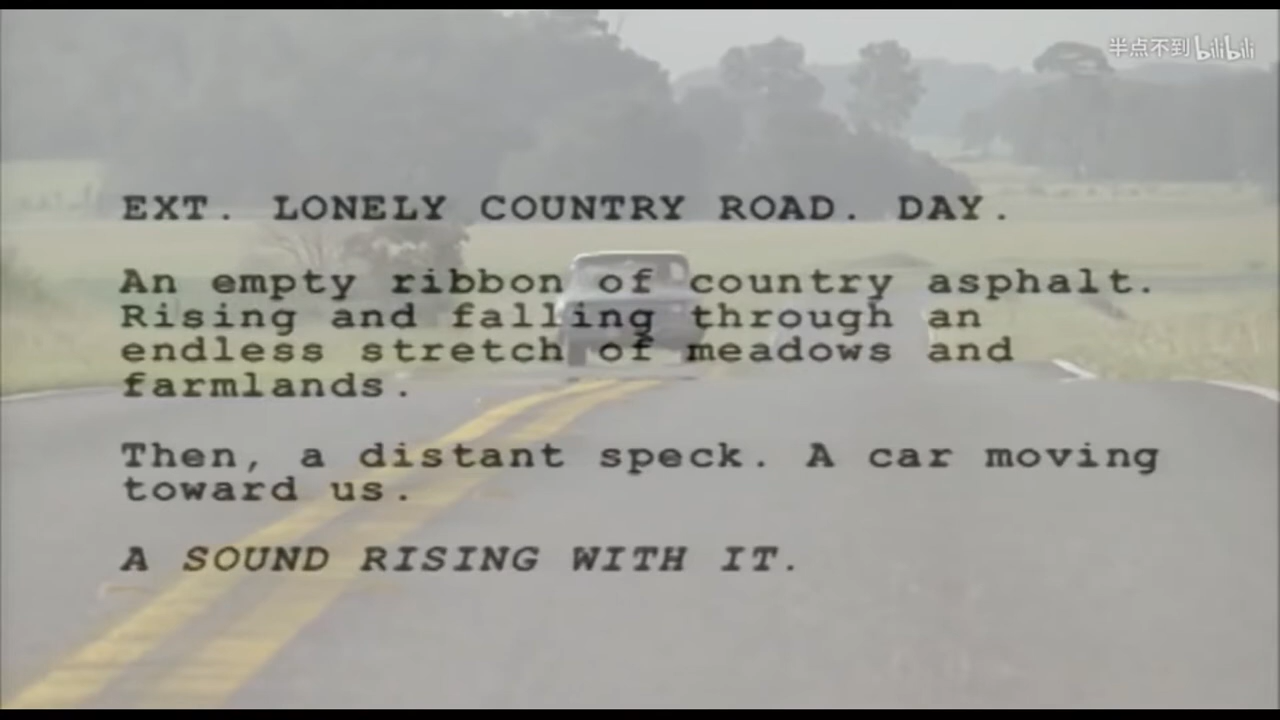 半点不到 bilibili
EXT. LONELY COUNTRY ROAD. DAY.
An empty ribbon of country asphalt.
Rising and falling through an
endless stretch of meadows and
farmlands.
Then, a distant speck. A car moving
toward us.
A SOUND RISING WITH IT.